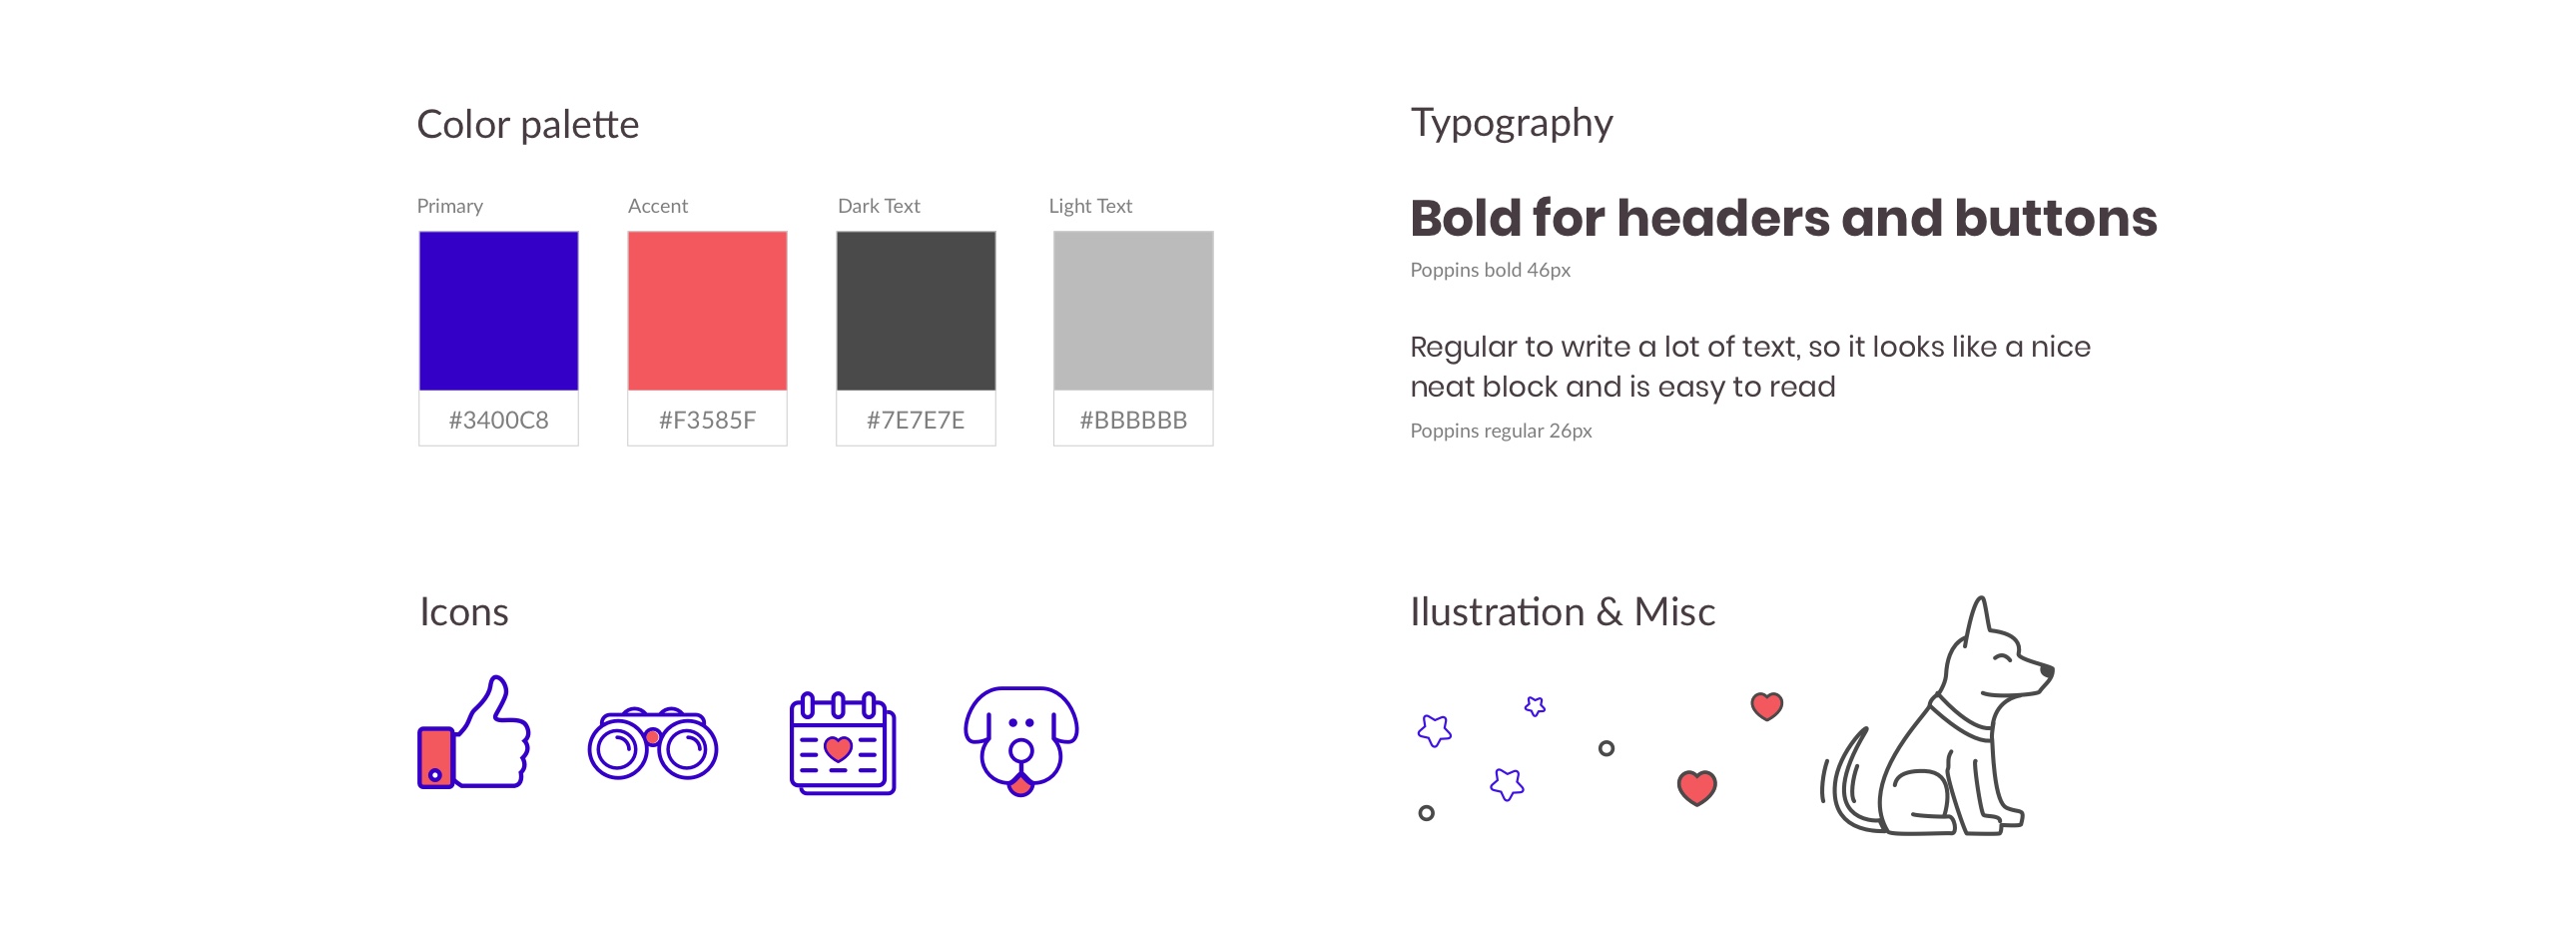 Color palette
Primary
Accent
Dark Text
Light Text
#3400C8
#F3585F
#7E7E7E
#BBBBBB
Typography
Bold for headers and buttons
Poppins bold 46px
Regular to write a lot of text, so it looks like a nice
neat block and is easy to read
Poppins regular 26px
Icons
Ilustration & Misc